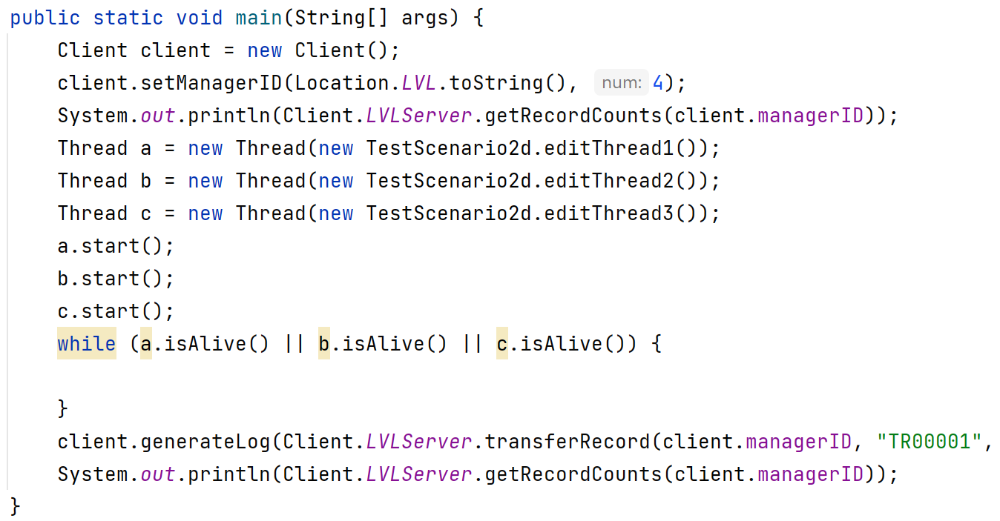 public static void main(String[] args) {
    Client client = new Client();
    client.setManagerID(Location.LVL.toString(), num: 4);
    System.out.println(Client.LVLServer.getRecordCounts(client.managerID));
    Thread a = new Thread(new TestScenario2d.editThread1());
    Thread b = new Thread(new TestScenario2d.editThread2());
    Thread c = new Thread(new TestScenario2d.editThread3());
    a.start();
    b.start();
    c.start();
    while (a.isAlive() || b.isAlive() || c.isAlive()) {
    }
    client.generateLog(Client.LVLServer.transferRecord(client.managerID, "TR00001",
    System.out.println(Client.LVLServer.getRecordCounts(client.managerID));
}